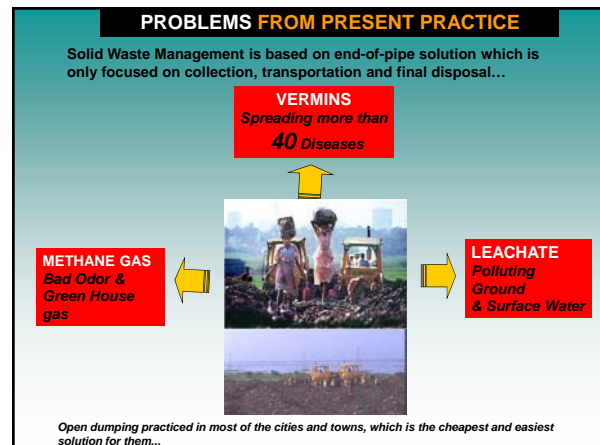 PROBLEMS FROM PRESENT PRACTICE
Solid Waste Management is based on end-of-pipe solution which is
only focused on collection, transportation and final disposal…
VERMINS
Spreading more than
40 Diseases
METHANE GAS
Bad Odor &
Green House
gas
LEACHATE
Polluting
Ground
& Surface Water
Open dumping practiced in most of the cities and towns, which is the cheapest and easiest
solution for them...